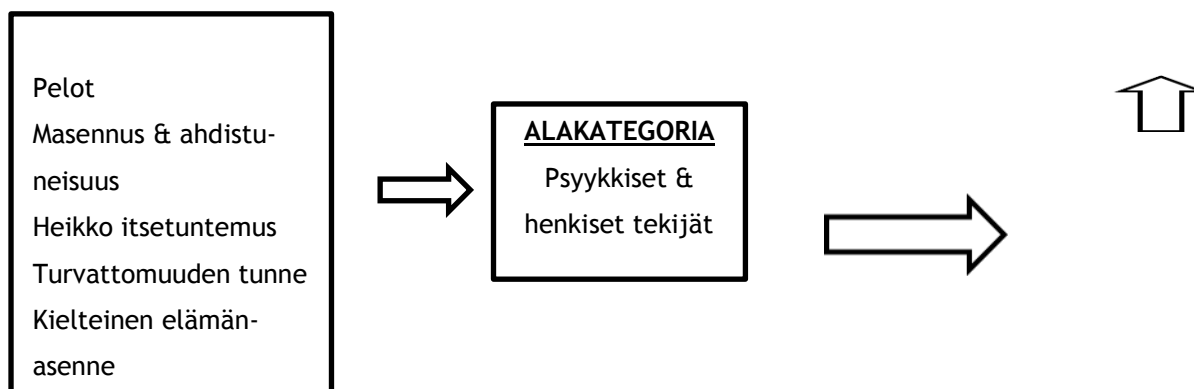 Pelot
Masennus & ahdistu-
neisuus
Heikko itsetuntemus
Turvattomuuden tunne
Kielteinen elämän-
asenne
ALAKATEGORIA
Psyykkiset &
henkiset tekijät